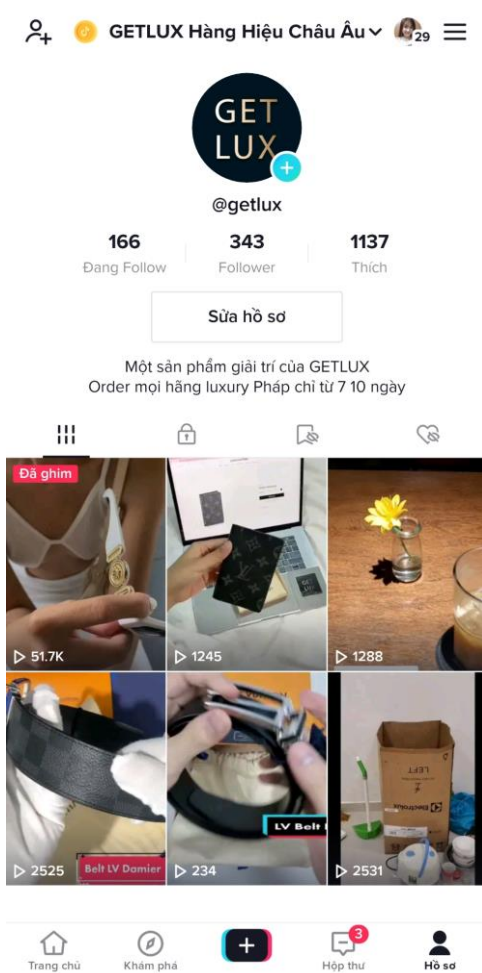 GETLUX Hàng Hiệu Châu Âu
29
GET
LUX
@getlux
166
343
1137
Đang Follow
Follower
Thích
Sửa hồ sơ
Một sản phẩm giải trí của GETLUX
Order mọi hãng luxury Pháp chỉ từ 7 10 ngày
Đã ghim
51.7K
1245
1288
LEFT
Electrolux
Belt LV Damier
LV Belt
2525
234
2531
3
Trang chủ
Khám phá
Hộp thư
Hồ sơ